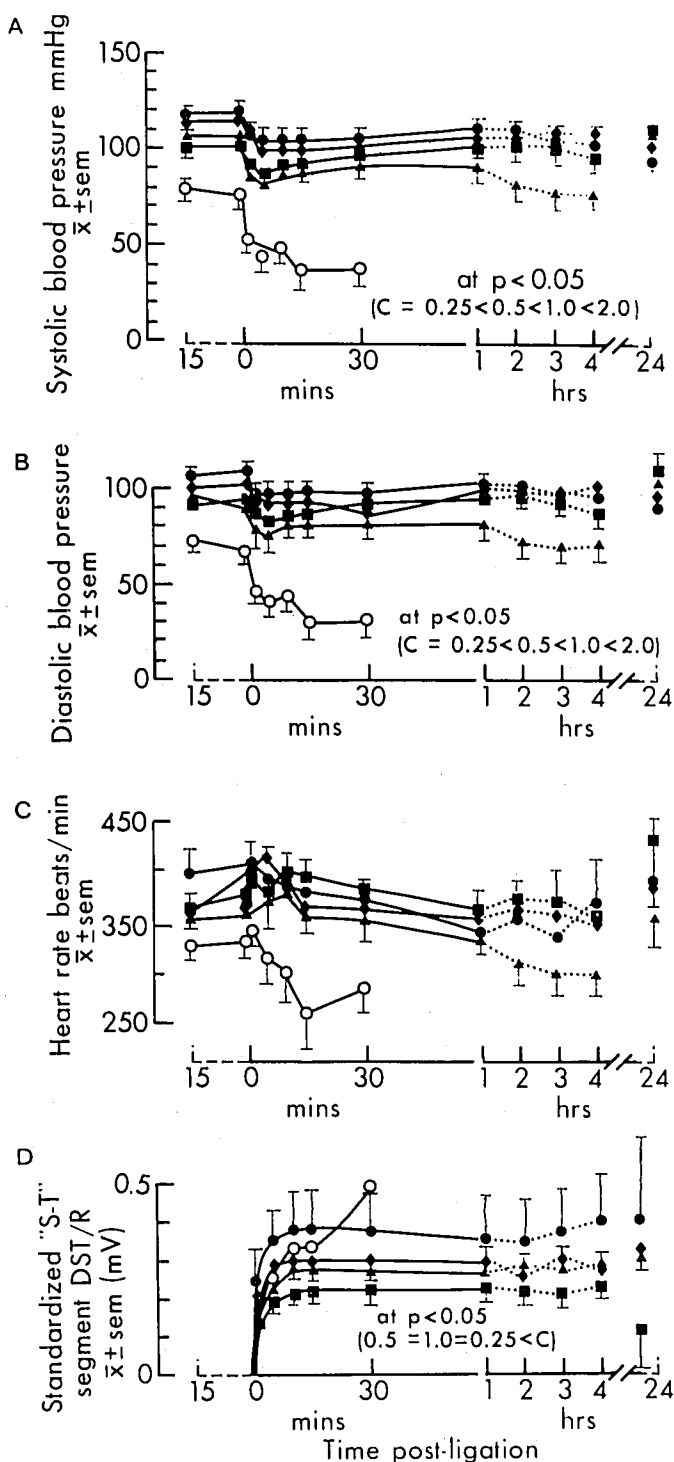 A
Systolic blood pressure mmHg
x̄ ± sem
150
100
50
0
at p<0.05
(C = 0.25<0.5<1.0<2.0)
15 0 30 1 2 3 4 24
mins hrs
B
Diastolic blood pressure
x̄ ± sem
100
50
0
at p<0.05
(C = 0.25<0.5<1.0<2.0)
15 0 30 1 2 3 4 24
mins hrs
C
Heart rate beats/min
x̄ ± sem
450
350
250
15 0 30 1 2 3 4 24
mins hrs
D
Standardized "S-T"
segment DST/R
x̄ ± sem (mV)
0.5
0
at p<0.05
(0.5 =1.0=0.25<C)
15 0 30 1 2 3 4 24
mins hrs
Time post-ligation